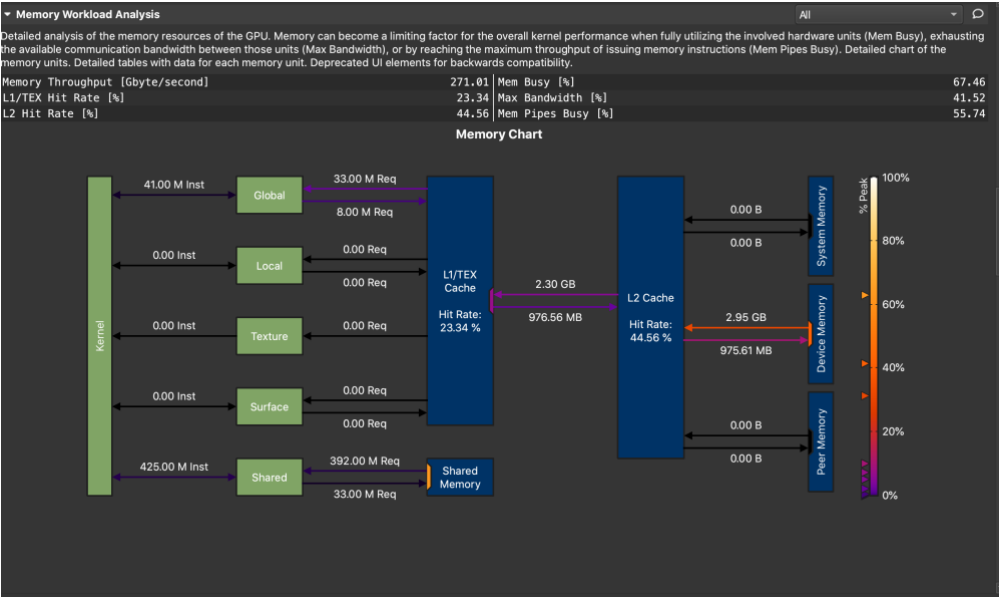 Memory Workload Analysis
All
Detailed analysis of the memory resources of the GPU. Memory can become a limiting factor for the overall kernel performance when fully utilizing the involved hardware units (Mem Busy), exhausting
the available communication bandwidth between those units (Max Bandwidth), or by reaching the maximum throughput of issuing memory instructions (Mem Pipes Busy). Detailed chart of the
memory units. Detailed tables with data for each memory unit. Deprecated UI elements for backwards compatibility.
Memory Throughput [Gbyte/second] 271.01 Mem Busy [%] 67.46
L1/TEX Hit Rate [%] 23.34 Max Bandwidth [%] 41.52
L2 Hit Rate [%] 44.56 Mem Pipes Busy [%] 55.74
Memory Chart
Kernel
41.00 M Inst
Global
33.00 M Req
8.00 M Req
0.00 Inst
Local
0.00 Req
0.00 Req
0.00 Inst
Texture
0.00 Req
0.00 Inst
Surface
0.00 Req
0.00 Req
425.00 M Inst
Shared
392.00 M Req
33.00 M Req
L1/TEX
Cache
Hit Rate:
23.34 %
Shared
Memory
2.30 GB
976.56 MB
L2 Cache
Hit Rate:
44.56 %
0.00 B
0.00 B
System Memory
2.95 GB
975.61 MB
Device Memory
0.00 B
0.00 B
Peer Memory
% Peak
100%
80%
60%
40%
20%
0%